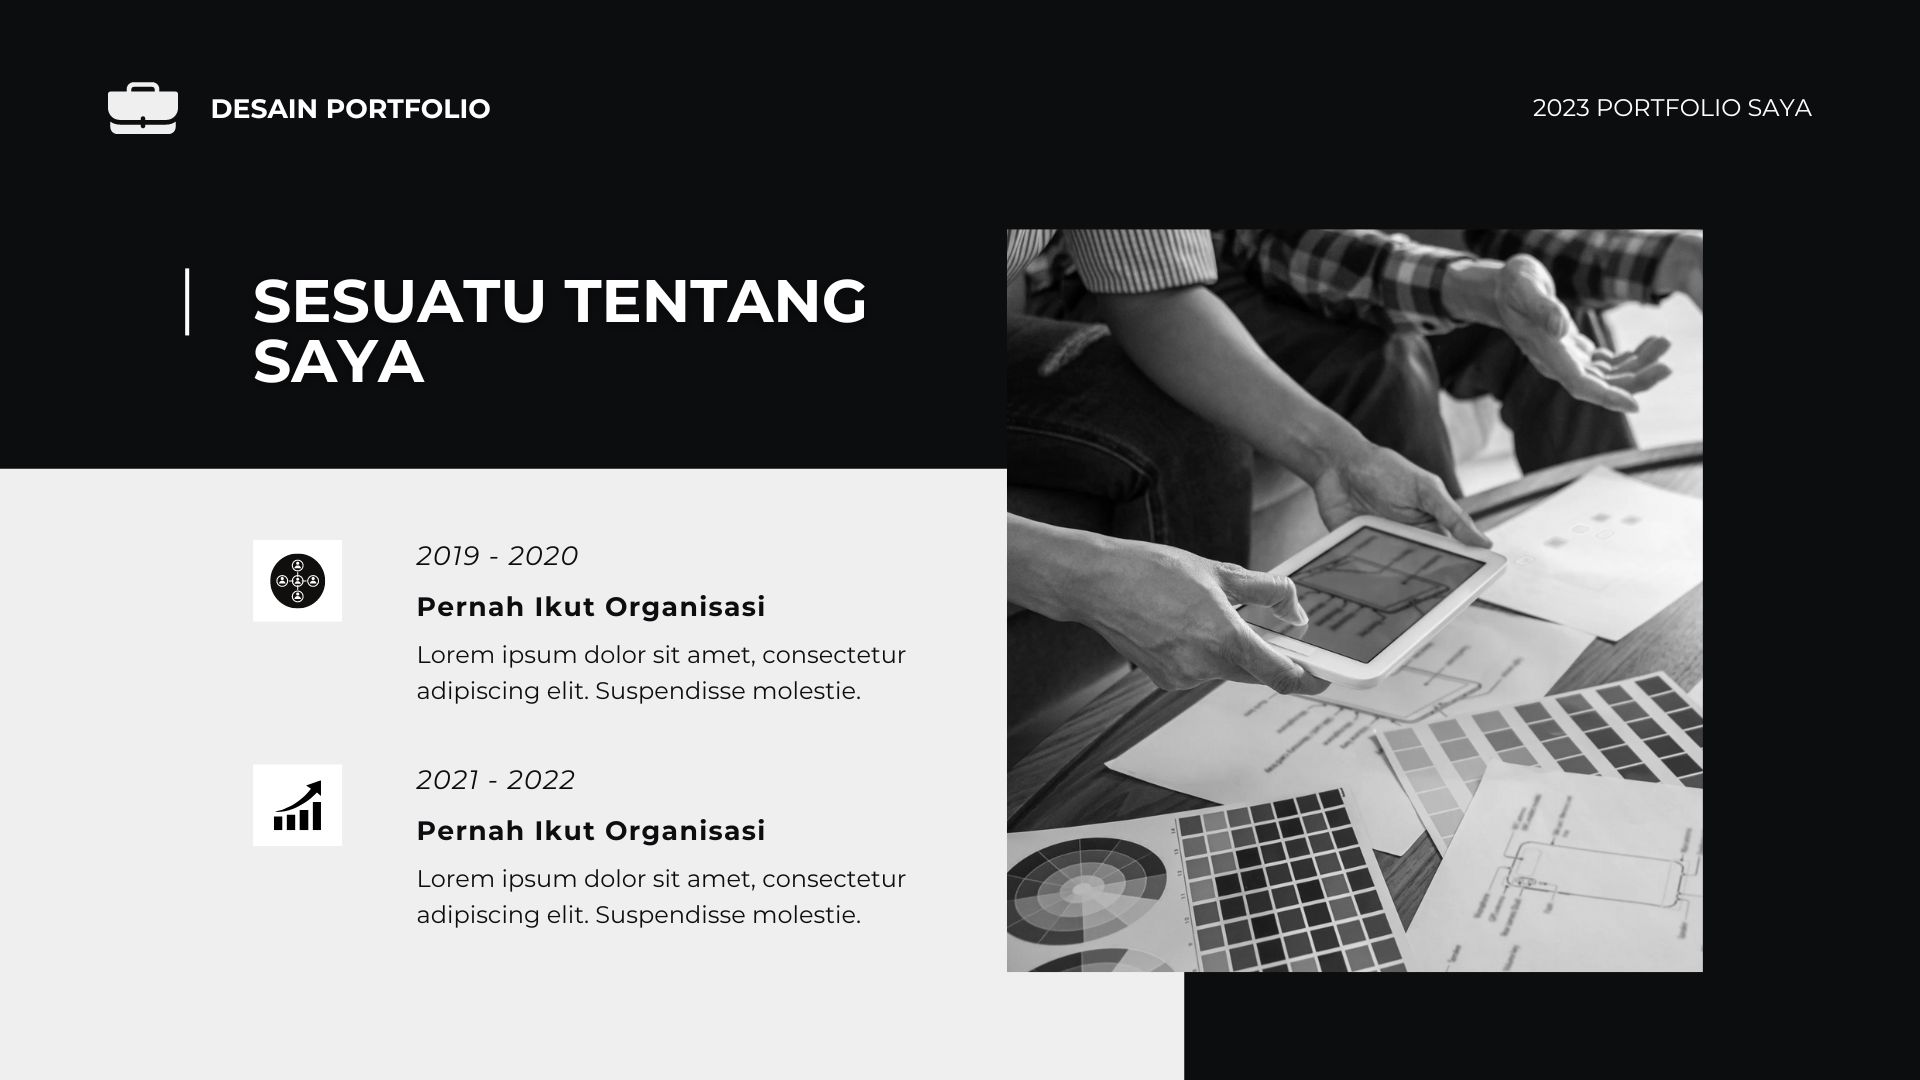 DESAIN PORTFOLIO
2023 PORTFOLIO SAYA
SESUATU TENTANG
SAYA
2019 - 2020
Pernah Ikut Organisasi
Lorem ipsum dolor sit amet, consectetur
adipiscing elit. Suspendisse molestie.
2021 - 2022
Pernah Ikut Organisasi
Lorem ipsum dolor sit amet, consectetur
adipiscing elit. Suspendisse molestie.